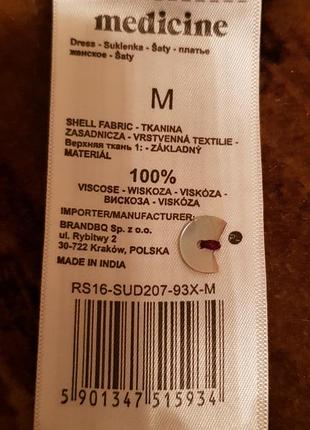 medicine
Dress - Suklenka - Šaty - платье
женское - Šaty
M
SHELL FABRIC - TKANINA
ZASADNICZA - VRSTVENNÁ TEXTILIE -
Верхняя ткань 1: - ZÁKLADNÝ
MATERIÁL
100%
VISCOSE - WISKOZA - VISKÓZA -
ВИСКОЗА - VISKÓZA
IMPORTER/MANUFACTURER:
BRANDBQ Sp. z o.o.
ul. Rybitwy 2
30-722 Kraków, POLSKA
MADE IN INDIA
RS16-SUD207-93X-M
5 901347 515934